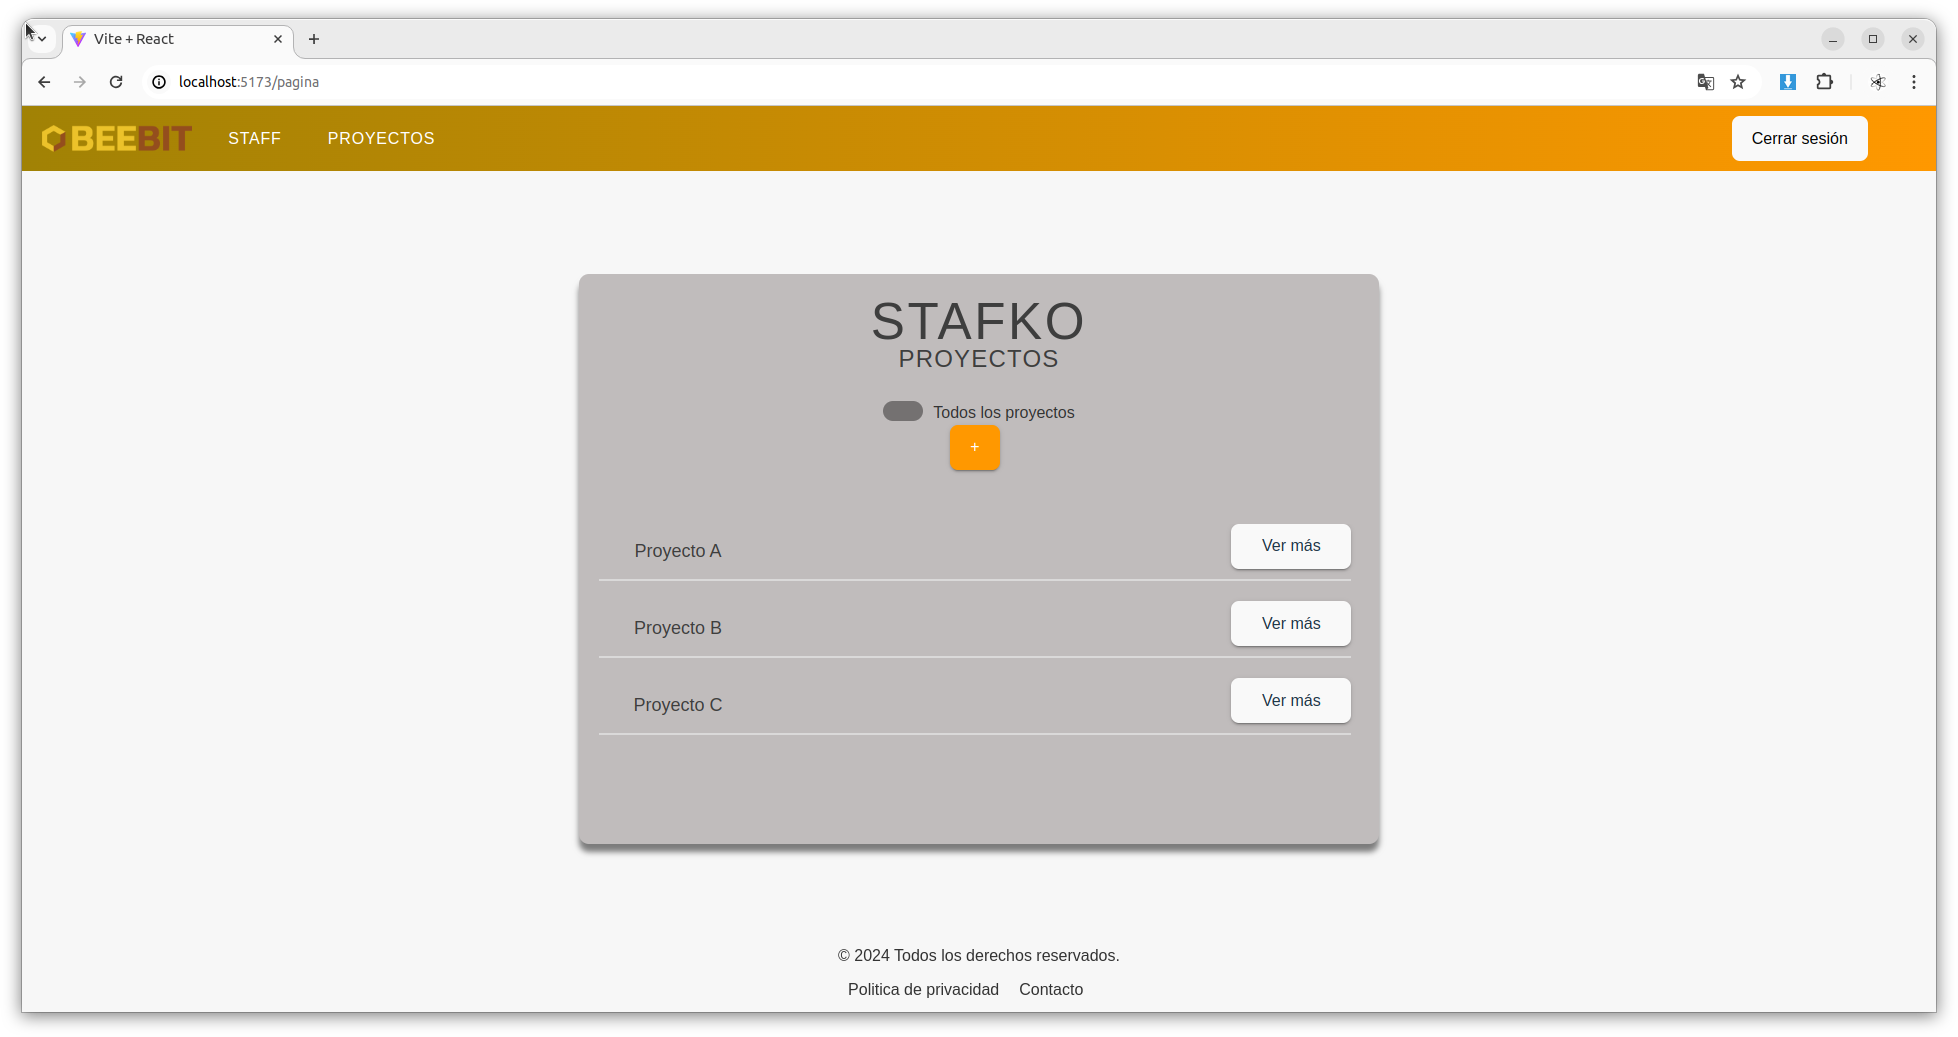 Vite + React
localhost:5173/pagina
BEEBIT STAFF PROYECTOS Cerrar sesión
STAFKO
PROYECTOS
Todos los proyectos
+
Proyecto A Ver más
Proyecto B Ver más
Proyecto C Ver más
© 2024 Todos los derechos reservados.
Politica de privacidad Contacto